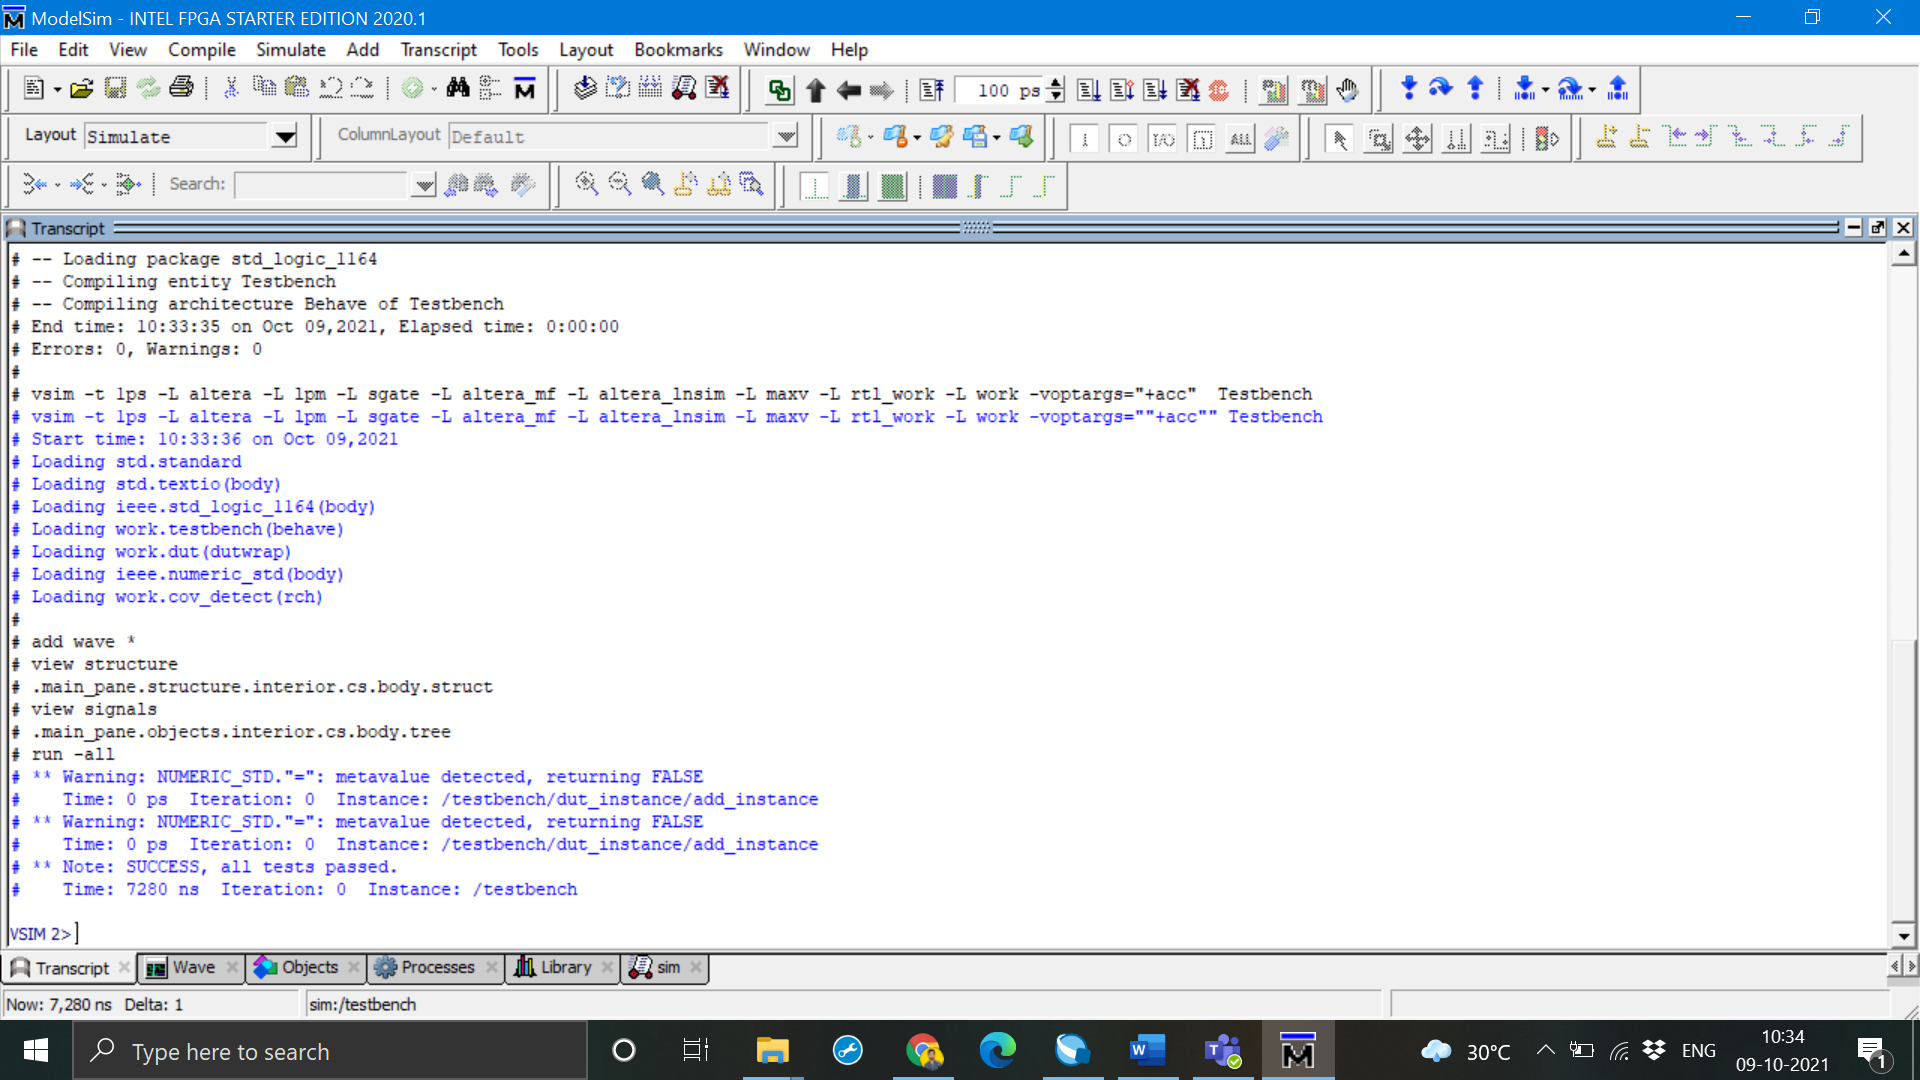 ModelSim - INTEL FPGA STARTER EDITION 2020.1
File Edit View Compile Simulate Add Transcript Tools Layout Bookmarks Window Help
100 ps
Layout Simulate ColumnLayout Default ALL
Search:
Transcript
# -- Loading package std_logic_1164
# -- Compiling entity Testbench
# -- Compiling architecture Behave of Testbench
# End time: 10:33:35 on Oct 09,2021, Elapsed time: 0:00:00
# Errors: 0, Warnings: 0
#
# vsim -t 1ps -L altera -L lpm -L sgate -L altera_mf -L altera_lnsim -L maxv -L rtl_work -L work -voptargs="+acc"  Testbench
# vsim -t 1ps -L altera -L lpm -L sgate -L altera_mf -L altera_lnsim -L maxv -L rtl_work -L work -voptargs=""+acc"" Testbench
# Start time: 10:33:36 on Oct 09,2021
# Loading std.standard
# Loading std.textio(body)
# Loading ieee.std_logic_1164(body)
# Loading work.testbench(behave)
# Loading work.dut(dutwrap)
# Loading ieee.numeric_std(body)
# Loading work.cov_detect(rch)
#
# add wave *
# view structure
# .main_pane.structure.interior.cs.body.struct
# view signals
# .main_pane.objects.interior.cs.body.tree
# run -all
# ** Warning: NUMERIC_STD."=": metavalue detected, returning FALSE
#    Time: 0 ps  Iteration: 0  Instance: /testbench/dut_instance/add_instance
# ** Warning: NUMERIC_STD."=": metavalue detected, returning FALSE
#    Time: 0 ps  Iteration: 0  Instance: /testbench/dut_instance/add_instance
# ** Note: SUCCESS, all tests passed.
#    Time: 7280 ns  Iteration: 0  Instance: /testbench
VSIM 2>
Transcript Wave Objects Processes Library sim
Now: 7,280 ns Delta: 1 sim:/testbench
Type here to search 30°C ENG 10:34
09-10-2021 1